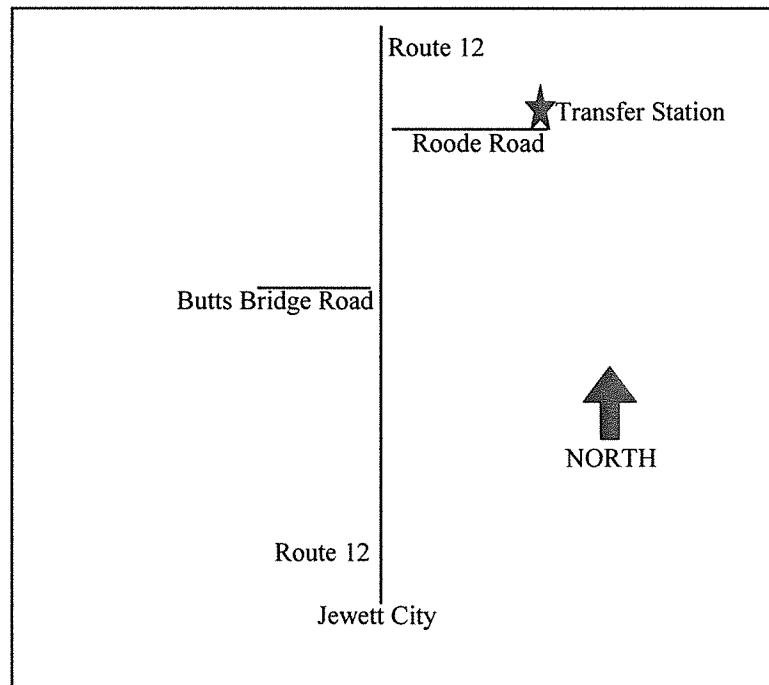 Route 12
Transfer Station
Roode Road
Butts Bridge Road
NORTH
Route 12
Jewett City